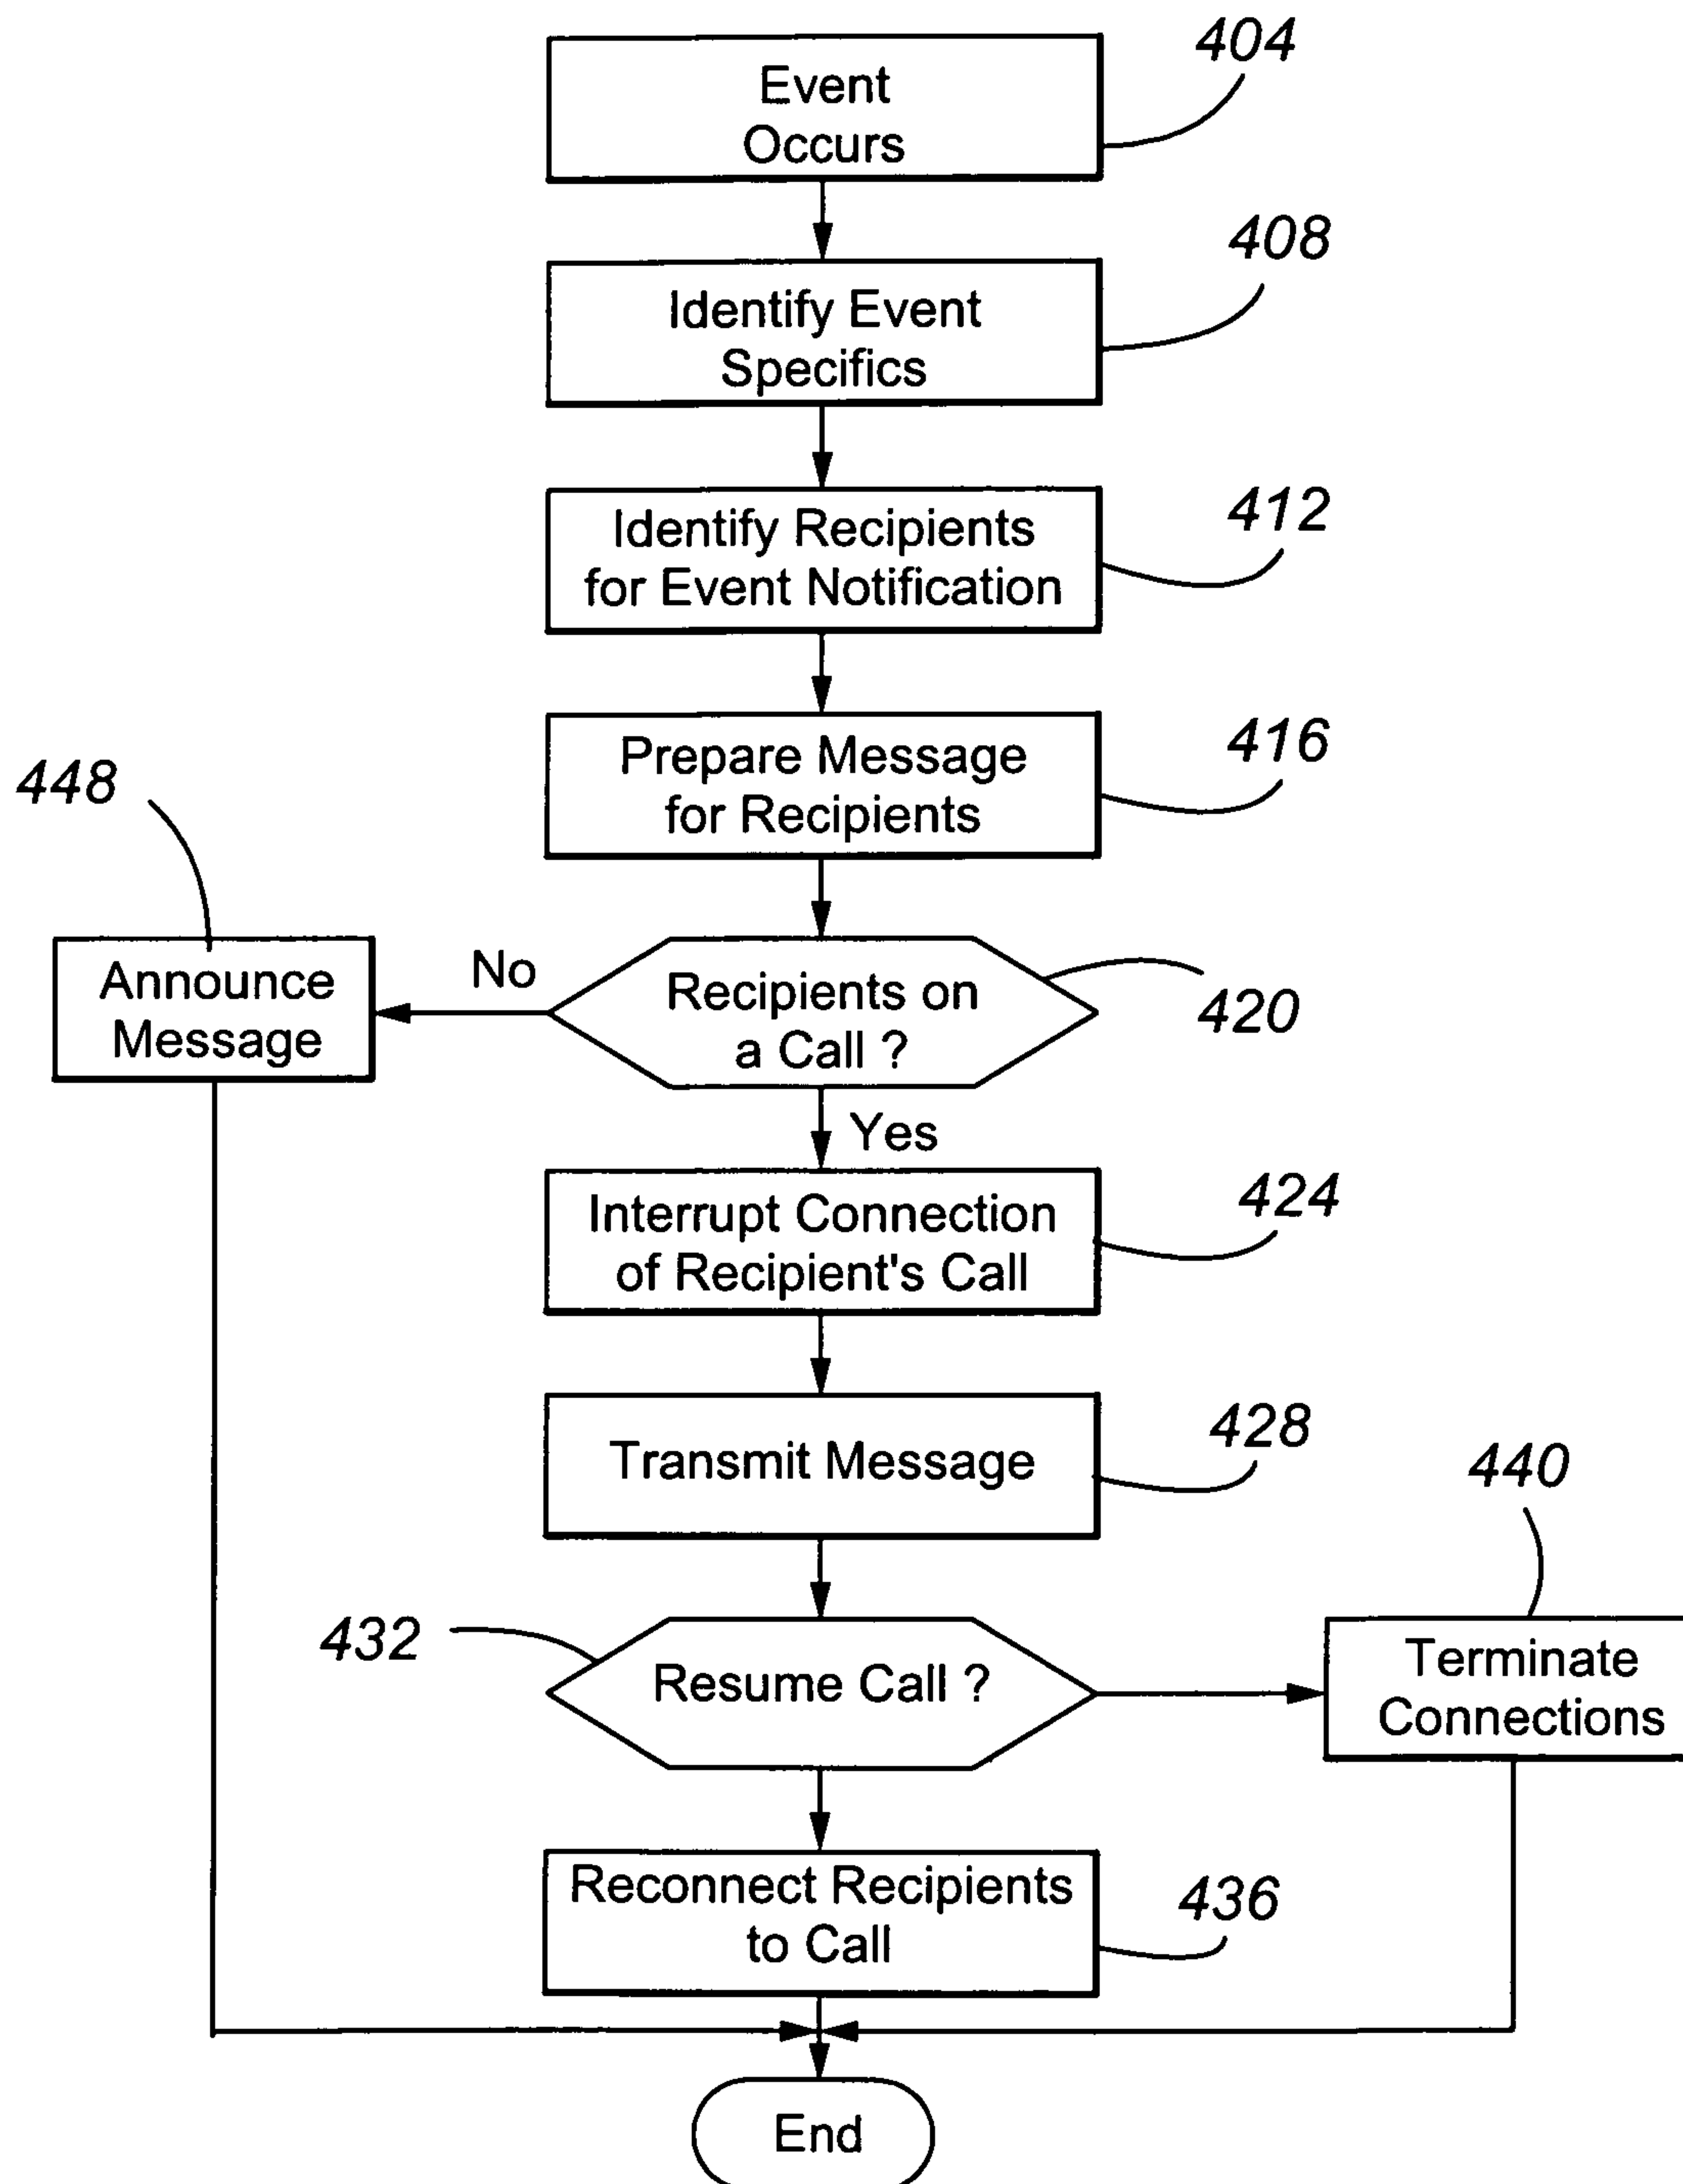 404
Event
Occurs
408
Identify Event
Specifics
412
Identify Recipients
for Event Notification
416
Prepare Message
for Recipients
448
Announce
Message
No
Recipients on
a Call ?
420
Yes
Interrupt Connection
of Recipient's Call
424
Transmit Message
428
440
432
Resume Call ?
Terminate
Connections
Reconnect Recipients
to Call
436
End